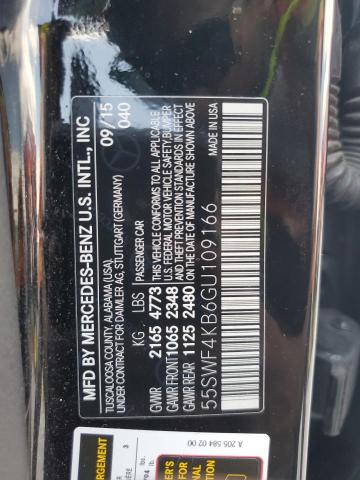 MFD BY MERCEDES-BENZ U.S. INTL., INC
TUSCALOOSA COUNTY, ALABAMA (USA),
UNDER CONTRACT FOR DAIMLER AG, STUTTGART (GERMANY)
09/15
040
PASSENGER CAR
KG LBS
GVWR 2165 4773
GAWR FRONT 1065 2348
GAWR REAR 1125 2480
THIS VEHICLE CONFORMS TO ALL APPLICABLE
U.S. FEDERAL MOTOR VEHICLE SAFETY, BUMPER
AND THEFT PREVENTION STANDARDS IN EFFECT
ON THE DATE OF MANUFACTURE SHOWN ABOVE
55SWF4KB6GU109166
A 205 584 02 00
3
lbs.
lb.